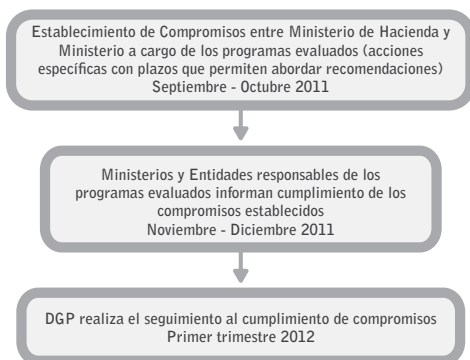 Establecimiento de Compromisos entre Ministerio de Hacienda y
Ministerio a cargo de los programas evaluados (acciones
específicas con plazos que permiten abordar recomendaciones)
Septiembre - Octubre 2011
Ministerios y Entidades responsables de los
programas evaluados informan cumplimiento de los
compromisos establecidos
Noviembre - Diciembre 2011
DGP realiza el seguimiento al cumplimiento de compromisos
Primer trimestre 2012